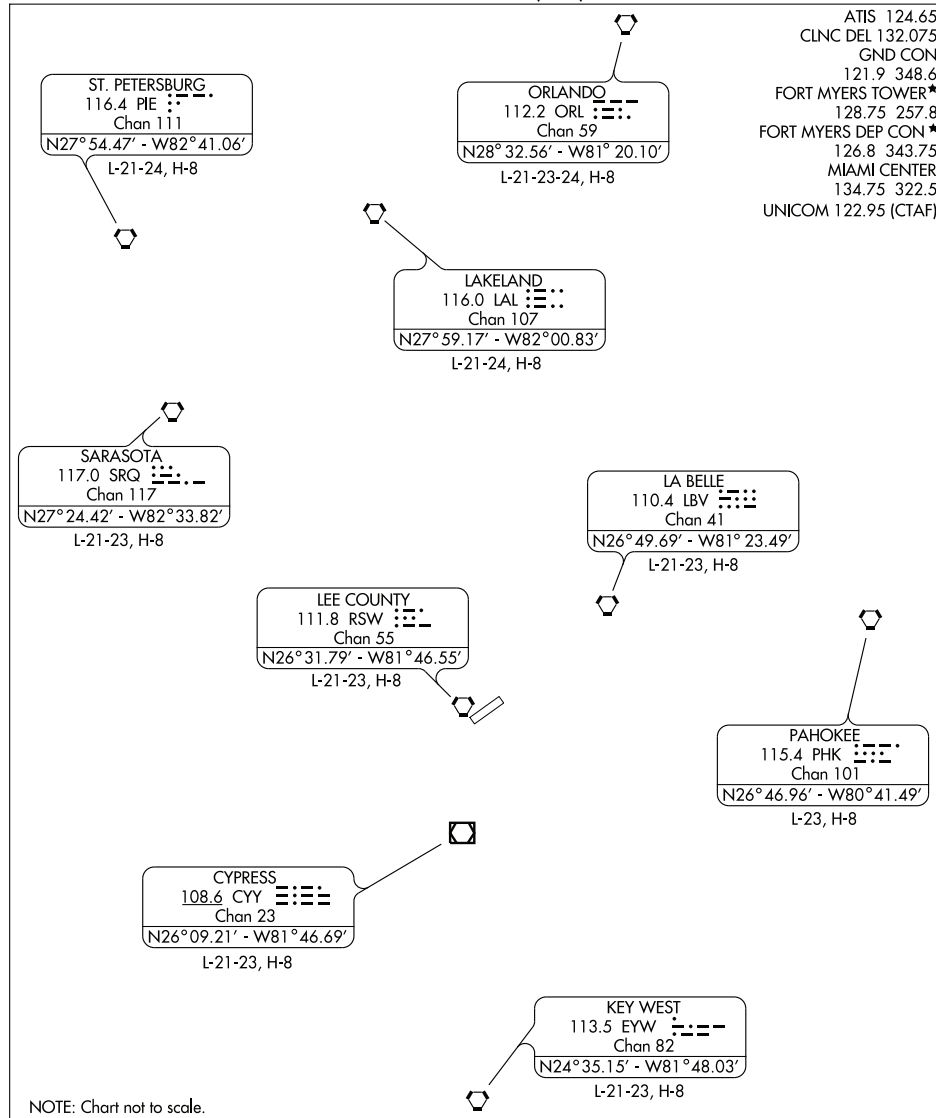 ATIS 124.65
CLNC DEL 132.075
GND CON
121.9 348.6
FORT MYERS TOWER★
128.75 257.8
FORT MYERS DEP CON★
126.8 343.75
MIAMI CENTER
134.75 322.5
UNICOM 122.95 (CTAF)
ST. PETERSBURG
116.4 PIE
Chan 111
N27°54.47′ - W82°41.06′
L-21-24, H-8
ORLANDO
112.2 ORL
Chan 59
N28°32.56′ - W81°20.10′
L-21-23-24, H-8
LAKELAND
116.0 LAL
Chan 107
N27°59.17′ - W82°00.83′
L-21-24, H-8
SARASOTA
117.0 SRQ
Chan 117
N27°24.42′ - W82°33.82′
L-21-23, H-8
LA BELLE
110.4 LBV
Chan 41
N26°49.69′ - W81°23.49′
L-21-23, H-8
LEE COUNTY
111.8 RSW
Chan 55
N26°31.79′ - W81°46.55′
L-21-23, H-8
PAHOKEE
115.4 PHK
Chan 101
N26°46.96′ - W80°41.49′
L-23, H-8
CYPRESS
108.6 CYY
Chan 23
N26°09.21′ - W81°46.69′
L-21-23, H-8
KEY WEST
113.5 EYW
Chan 82
N24°35.15′ - W81°48.03′
L-21-23, H-8
NOTE: Chart not to scale.